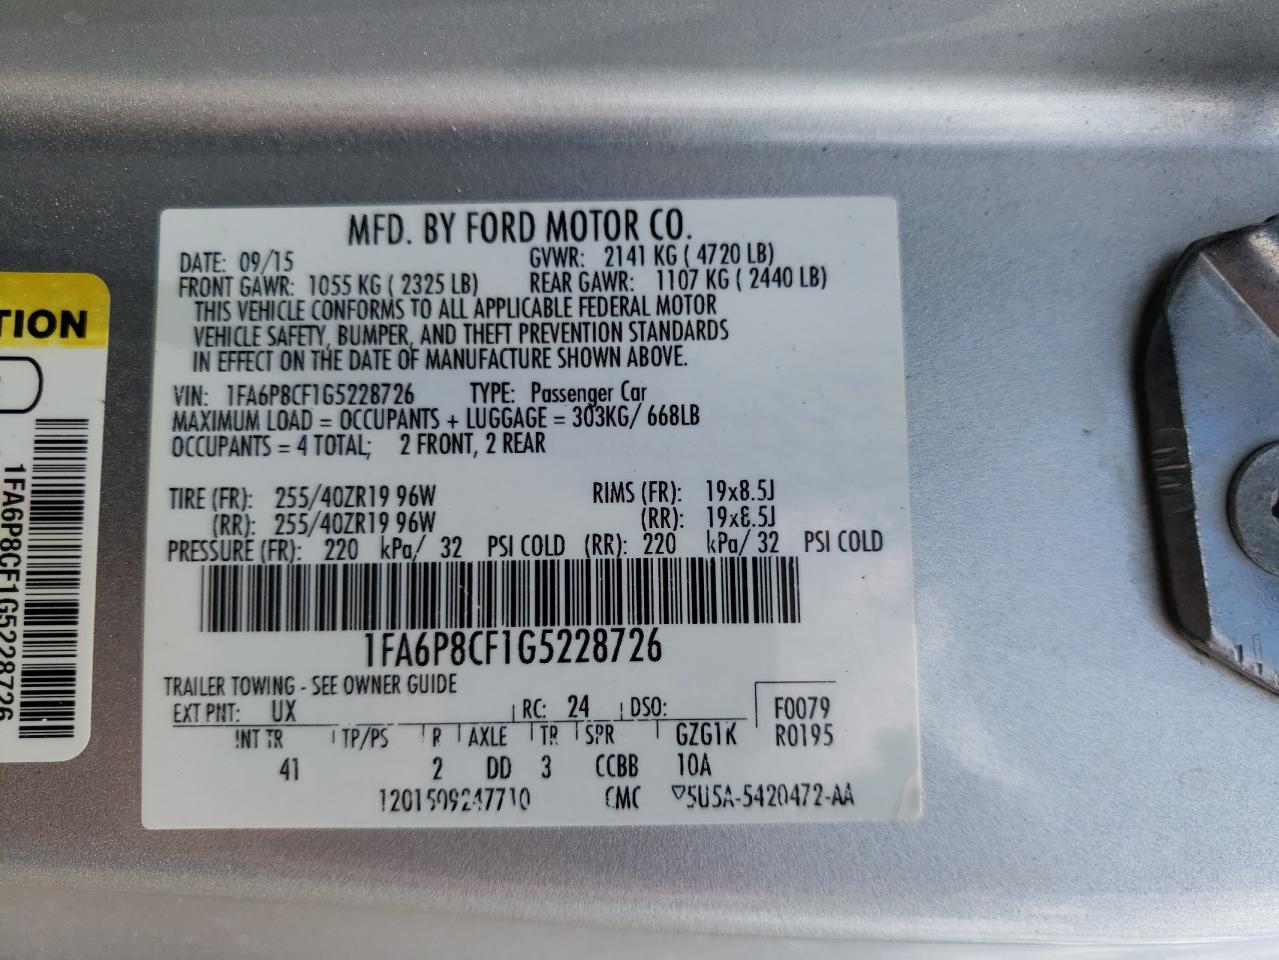 MFD. BY FORD MOTOR CO.
DATE: 09/15 GVWR: 2141 KG ( 4720 LB)
FRONT GAWR: 1055 KG ( 2325 LB) REAR GAWR: 1107 KG ( 2440 LB)
THIS VEHICLE CONFORMS TO ALL APPLICABLE FEDERAL MOTOR
VEHICLE SAFETY, BUMPER, AND THEFT PREVENTION STANDARDS
IN EFFECT ON THE DATE OF MANUFACTURE SHOWN ABOVE.
VIN: 1FA6P8CF1G5228726 TYPE: Passenger Car
MAXIMUM LOAD = OCCUPANTS + LUGGAGE = 303KG/ 668LB
OCCUPANTS = 4 TOTAL; 2 FRONT, 2 REAR
TIRE (FR): 255/40ZR19 96W RIMS (FR): 19x8.5J
(RR): 255/40ZR19 96W (RR): 19x8.5J
PRESSURE (FR): 220 kPa/ 32 PSI COLD (RR): 220 kPa/ 32 PSI COLD
1FA6P8CF1G5228726
TRAILER TOWING - SEE OWNER GUIDE
EXT PNT: UX RC: 24 DSO: F0079
INT TR TP/PS R AXLE TR SPR GZG1K R0195
41 2 DD 3 CCBB 10A
1201509247710 CMC ▽5U5A-5420472-AA
TION
1FA6P8CF1G5228726